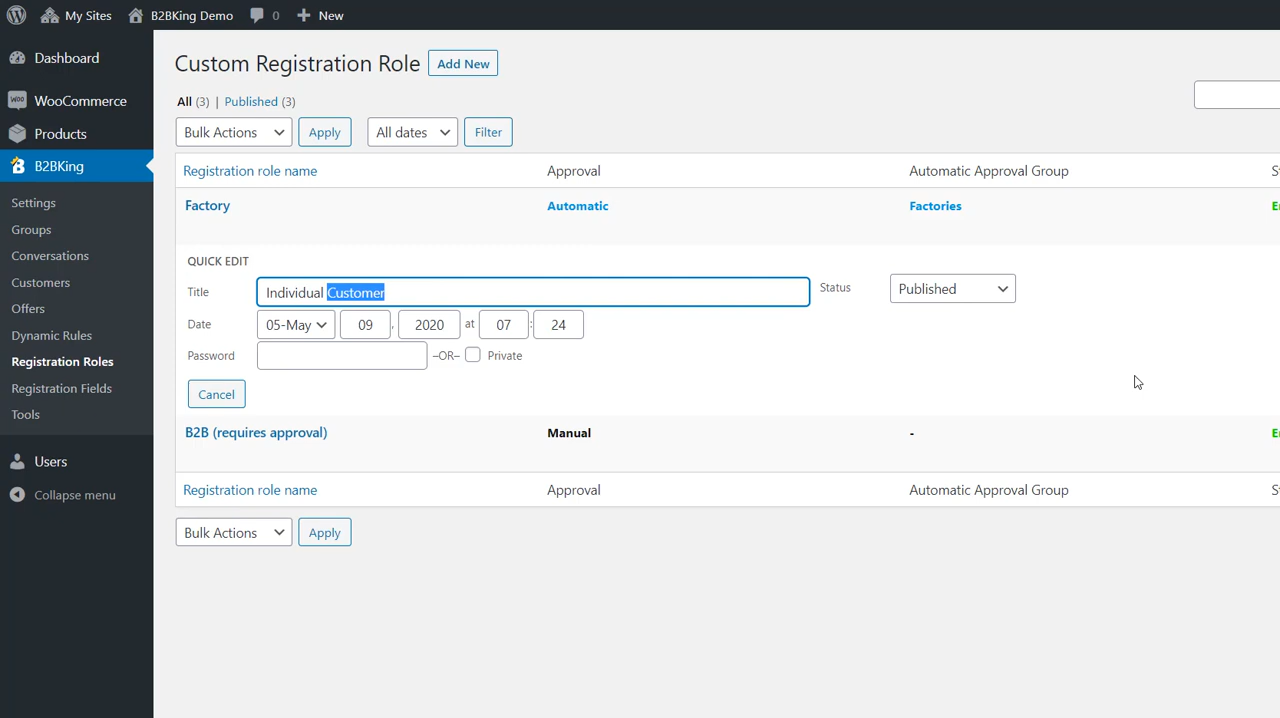 My Sites B2BKing Demo 0 New
Dashboard
WooCommerce
Products
B2BKing
Settings
Groups
Conversations
Customers
Offers
Dynamic Rules
Registration Roles
Registration Fields
Tools
Users
Collapse menu
Custom Registration Role Add New
All (3) | Published (3)
Bulk Actions Apply All dates Filter
Registration role name Approval Automatic Approval Group
Factory Automatic Factories
QUICK EDIT
Title Individual Customer Status Published
Date 05-May 09 , 2020 at 07 : 24
Password –OR– Private
Cancel
B2B (requires approval) Manual -
Registration role name Approval Automatic Approval Group
Bulk Actions Apply